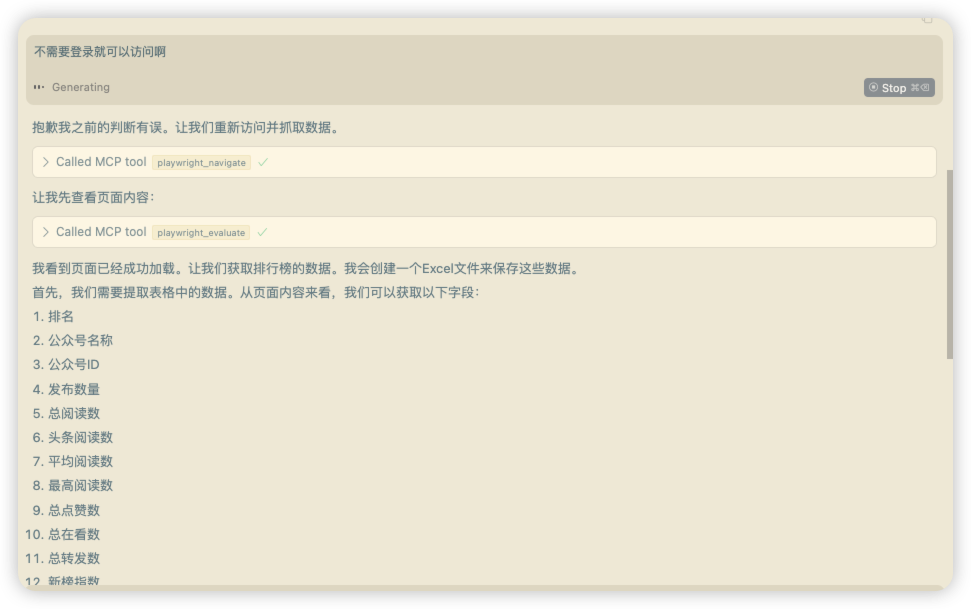 不需要登录就可以访问啊
Generating
Stop ⌘⌫
抱歉我之前的判断有误。让我们重新访问并抓取数据。
Called MCP tool playwright_navigate
让我先查看页面内容：
Called MCP tool playwright_evaluate
我看到页面已经成功加载。让我们获取排行榜的数据。我会创建一个Excel文件来保存这些数据。
首先，我们需要提取表格中的数据。从页面内容来看，我们可以获取以下字段：
1. 排名
2. 公众号名称
3. 公众号ID
4. 发布数量
5. 总阅读数
6. 头条阅读数
7. 平均阅读数
8. 最高阅读数
9. 总点赞数
10. 总在看数
11. 总转发数
12. 新榜指数